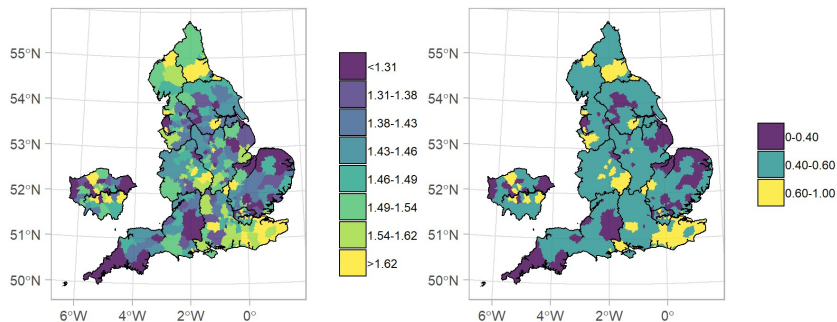 55°N
54°N
53°N
52°N
51°N
50°N
6°W 4°W 2°W 0°
<1.31
1.31-1.38
1.38-1.43
1.43-1.46
1.46-1.49
1.49-1.54
1.54-1.62
>1.62
55°N
54°N
53°N
52°N
51°N
50°N
6°W 4°W 2°W 0°
0-0.40
0.40-0.60
0.60-1.00